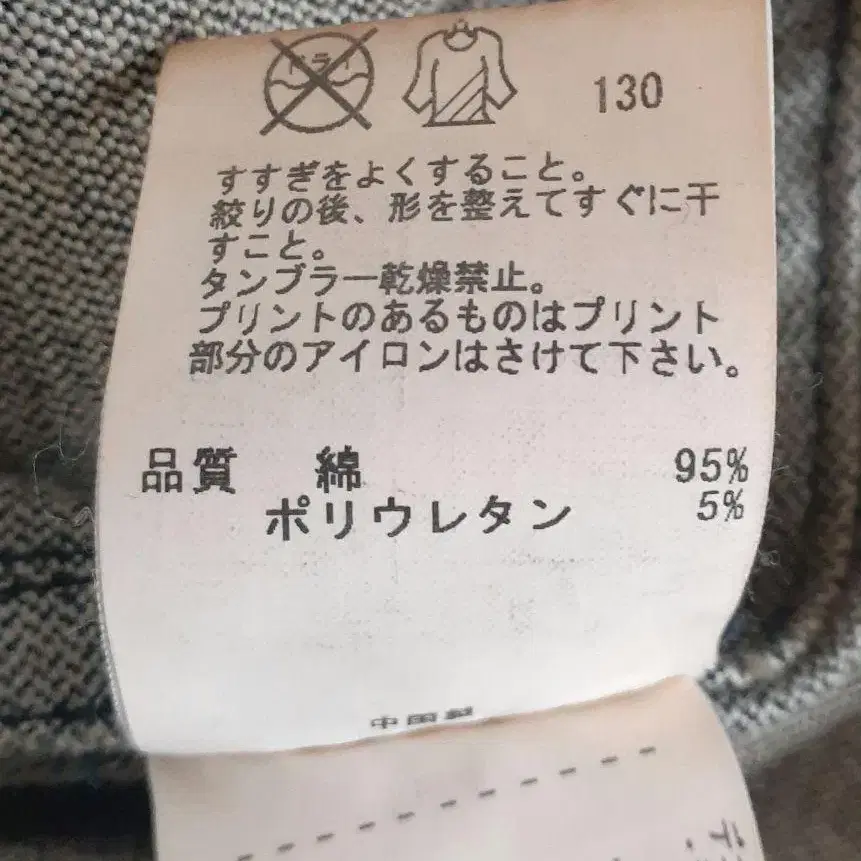 ドライ
130
すすぎをよくすること。
絞りの後、形を整えてすぐに干
すこと。
タンブラー乾燥禁止。
プリントのあるものはプリント
部分のアイロンはさけて下さい。
品質 綿 95%
ポリウレタン 5%
中国製